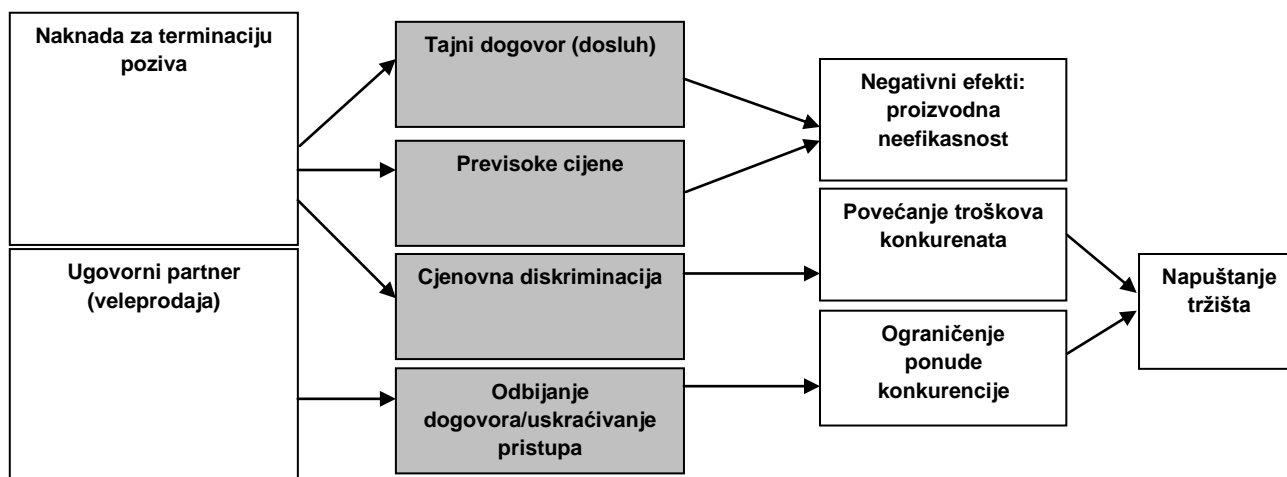 Naknada za terminaciju
poziva
Ugovorni partner
(veleprodaja)
Tajni dogovor (dosluh)
Previsoke cijene
Cjenovna diskriminacija
Odbijanje
dogovora/uskraćivanje
pristupa
Negativni efekti:
proizvodna
neefikasnost
Povećanje troškova
konkurenata
Ograničenje
ponude
konkurencije
Napuštanje
tržišta